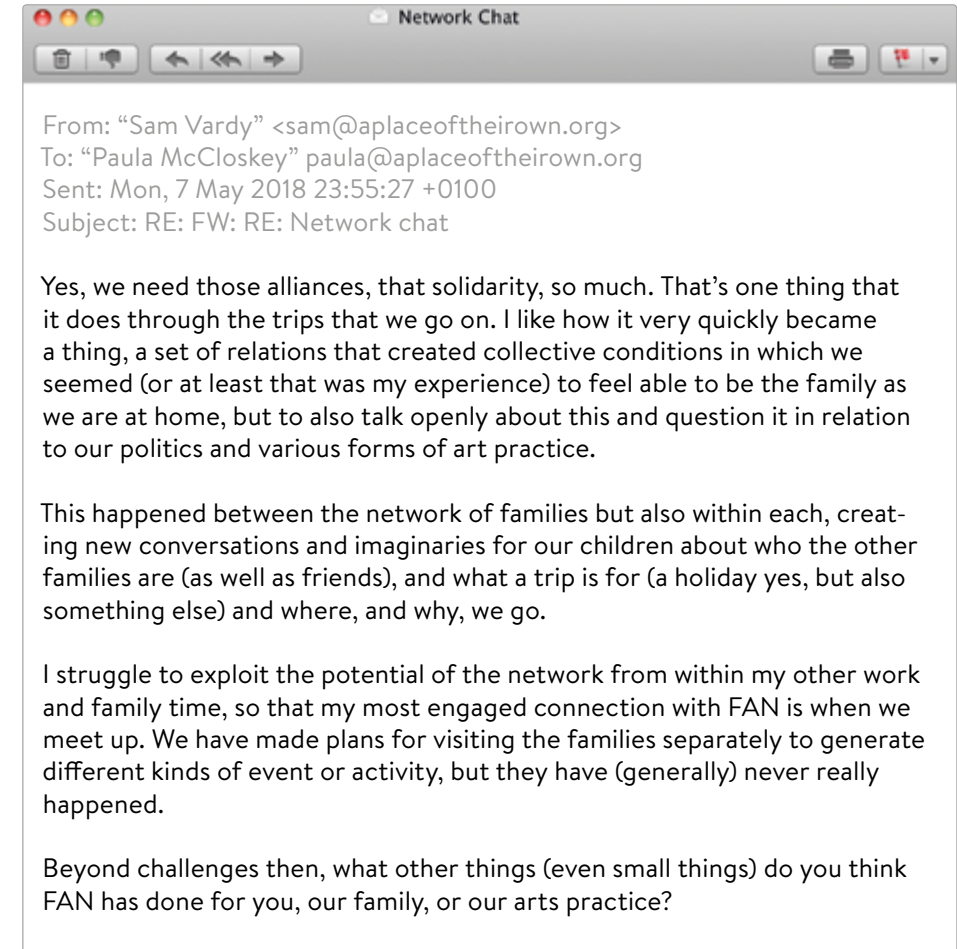 Network Chat
From: “Sam Vardy” <sam@aplaceoftheirown.org>
To: “Paula McCloskey” paula@aplaceoftheirown.org
Sent: Mon, 7 May 2018 23:55:27 +0100
Subject: RE: FW: RE: Network chat
Yes, we need those alliances, that solidarity, so much. That’s one thing that
it does through the trips that we go on. I like how it very quickly became
a thing, a set of relations that created collective conditions in which we
seemed (or at least that was my experience) to feel able to be the family as
we are at home, but to also talk openly about this and question it in relation
to our politics and various forms of art practice.
This happened between the network of families but also within each, creat-
ing new conversations and imaginaries for our children about who the other
families are (as well as friends), and what a trip is for (a holiday yes, but also
something else) and where, and why, we go.
I struggle to exploit the potential of the network from within my other work
and family time, so that my most engaged connection with FAN is when we
meet up. We have made plans for visiting the families separately to generate
different kinds of event or activity, but they have (generally) never really
happened.
Beyond challenges then, what other things (even small things) do you think
FAN has done for you, our family, or our arts practice?